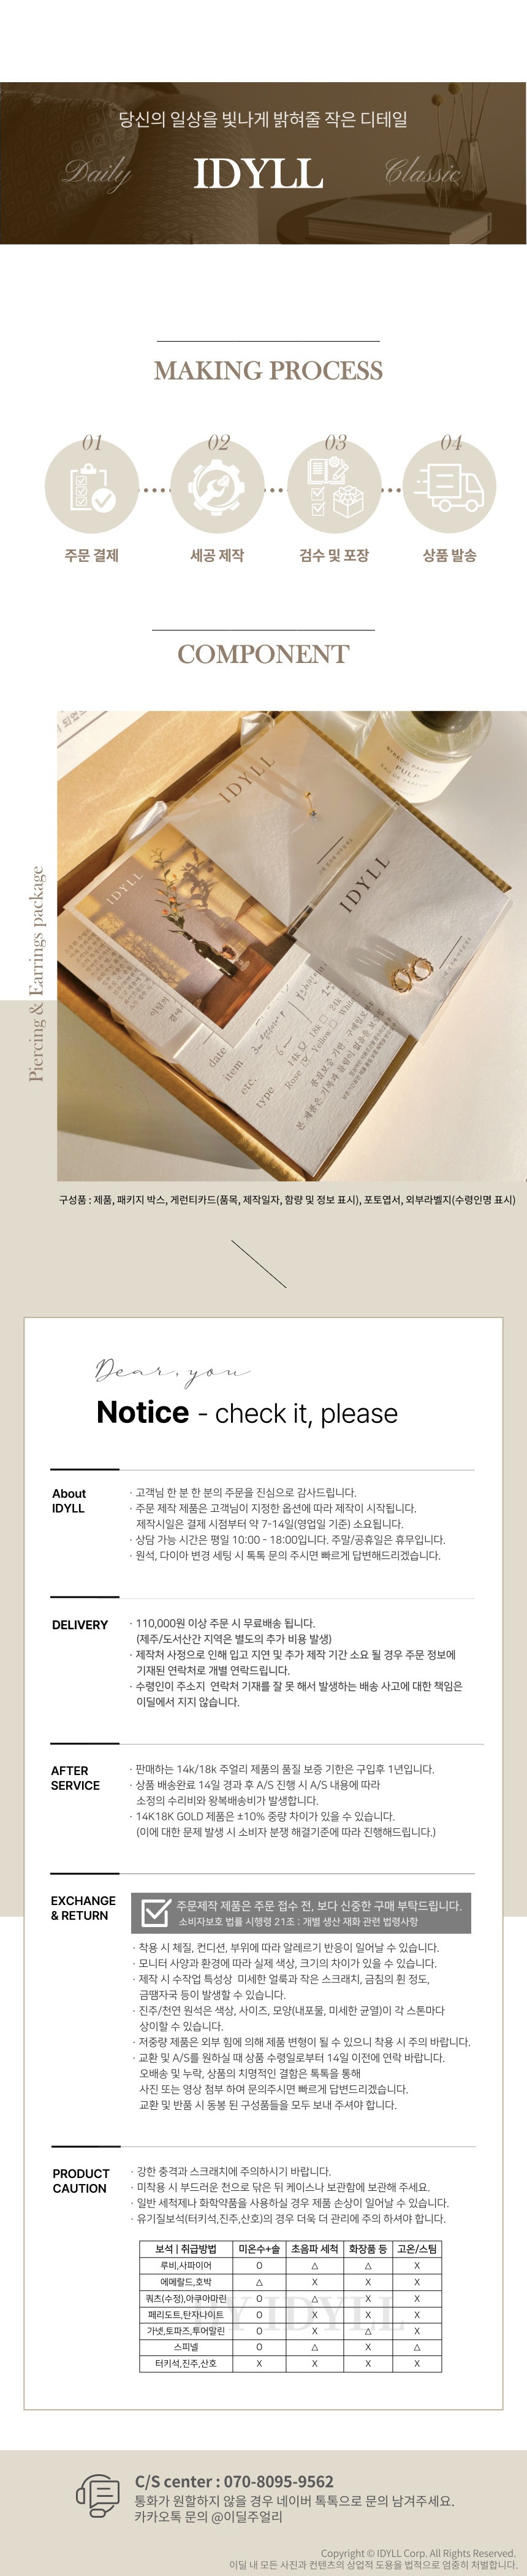 당신의 일상을 빛나게 밝혀줄 작은 디테일
Daily IDYLL Classic
MAKING PROCESS
01 02 03 04
주문 결제 세공 제작 검수 및 포장 상품 발송
COMPONENT
Piercing & Earrings package
IDYLL
IDYLL
IDYLL
PULP
date
item
etc.
type
14K 18K 24K
Rose Yellow White
구성품 : 제품, 패키지 박스, 게런티카드(품목, 제작일자, 함량 및 정보 표시), 포토엽서, 외부라벨지(수령인명 표시)
Dear, you
Notice - check it, please
About
IDYLL
· 고객님 한 분 한 분의 주문을 진심으로 감사드립니다.
· 주문 제작 제품은 고객님이 지정한 옵션에 따라 제작이 시작됩니다.
제작시일은 결제 시점부터 약 7-14일(영업일 기준) 소요됩니다.
· 상담 가능 시간은 평일 10:00 - 18:00입니다. 주말/공휴일은 휴무입니다.
· 원석, 다이아 변경 세팅 시 톡톡 문의 주시면 빠르게 답변해드리겠습니다.
DELIVERY
· 110,000원 이상 주문 시 무료배송 됩니다.
(제주/도서산간 지역은 별도의 추가 비용 발생)
· 제작처 사정으로 인해 입고 지연 및 추가 제작 기간 소요 될 경우 주문 정보에
기재된 연락처로 개별 연락드립니다.
· 수령인이 주소지 연락처 기재를 잘 못 해서 발생하는 배송 사고에 대한 책임은
이딜에서 지지 않습니다.
AFTER
SERVICE
· 판매하는 14k/18k 주얼리 제품의 품질 보증 기한은 구입후 1년입니다.
· 상품 배송완료 14일 경과 후 A/S 진행 시 A/S 내용에 따라
소정의 수리비와 왕복배송비가 발생합니다.
· 14K18K GOLD 제품은 ±10% 중량 차이가 있을 수 있습니다.
(이에 대한 문제 발생 시 소비자 분쟁 해결기준에 따라 진행해드립니다.)
EXCHANGE
& RETURN
주문제작 제품은 주문 접수 전, 보다 신중한 구매 부탁드립니다.
소비자보호 법률 시행령 21조 : 개별 생산 재화 관련 법령사항
· 착용 시 체질, 컨디션, 부위에 따라 알레르기 반응이 일어날 수 있습니다.
· 모니터 사양과 환경에 따라 실제 색상, 크기의 차이가 있을 수 있습니다.
· 제작 시 수작업 특성상 미세한 얼룩과 작은 스크래치, 금침의 휜 정도,
금땜자국 등이 발생할 수 있습니다.
· 진주/천연 원석은 색상, 사이즈, 모양(내포물, 미세한 균열)이 각 스톤마다
상이할 수 있습니다.
· 저중량 제품은 외부 힘에 의해 제품 변형이 될 수 있으니 착용 시 주의 바랍니다.
· 교환 및 A/S를 원하실 때 상품 수령일로부터 14일 이전에 연락 바랍니다.
오배송 및 누락, 상품의 치명적인 결함은 톡톡을 통해
사진 또는 영상 첨부 하여 문의주시면 빠르게 답변드리겠습니다.
교환 및 반품 시 동봉 된 구성품들을 모두 보내 주셔야 합니다.
PRODUCT
CAUTION
· 강한 충격과 스크래치에 주의하시기 바랍니다.
· 미착용 시 부드러운 천으로 닦은 뒤 케이스나 보관함에 보관해 주세요.
· 일반 세척제나 화학약품을 사용하실 경우 제품 손상이 일어날 수 있습니다.
· 유기질보석(터키석,진주,산호)의 경우 더욱 더 관리에 주의 하셔야 합니다.
보석 | 취급방법 미온수+솔 초음파 세척 화장품 등 고온/스팀
루비,사파이어 O △ △ X
에메랄드,호박 △ X X X
쿼츠(수정),아쿠아마린 O △ X X
페리도트,탄자나이트 O X X X
가넷,토파즈,투어말린 O X △ X
스피넬 O △ X △
터키석,진주,산호 X X X X
BY IDYLL
C/S center : 070-8095-9562
통화가 원할하지 않을 경우 네이버 톡톡으로 문의 남겨주세요.
카카오톡 문의 @이딜주얼리
Copyright © IDYLL Corp. All Rights Reserved.
이딜 내 모든 사진과 컨텐츠의 상업적 도용을 법적으로 엄중히 처벌합니다.